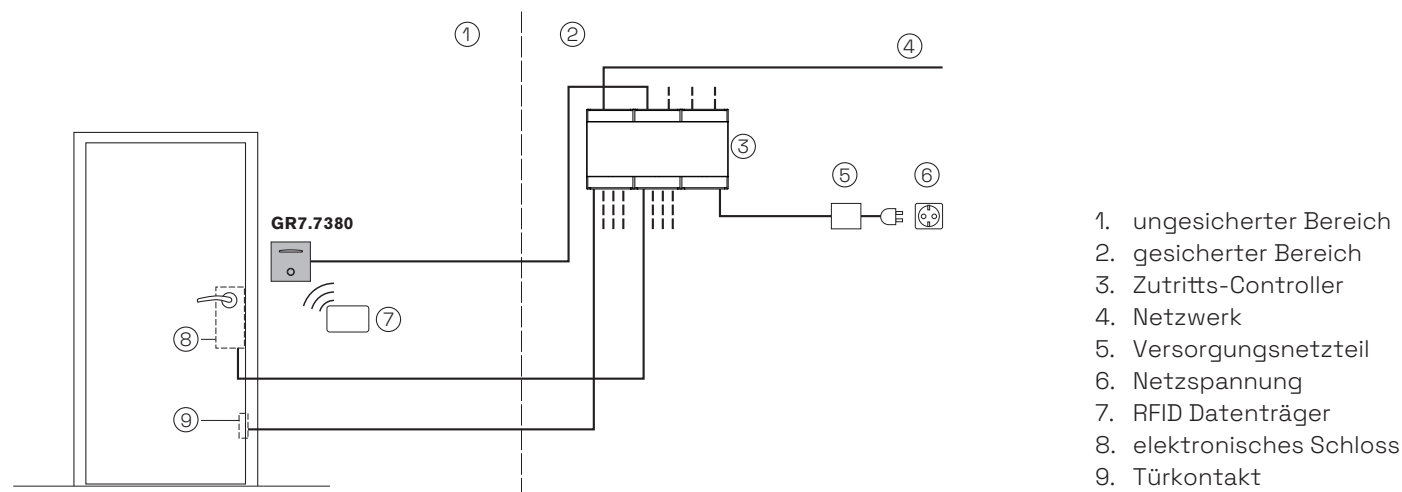 ①
②
④
③
⑤
⑥
GR7.7380
⑦
⑧
⑨
1. ungesicherter Bereich
2. gesicherter Bereich
3. Zutritts-Controller
4. Netzwerk
5. Versorgungsnetzteil
6. Netzspannung
7. RFID Datenträger
8. elektronisches Schloss
9. Türkontakt